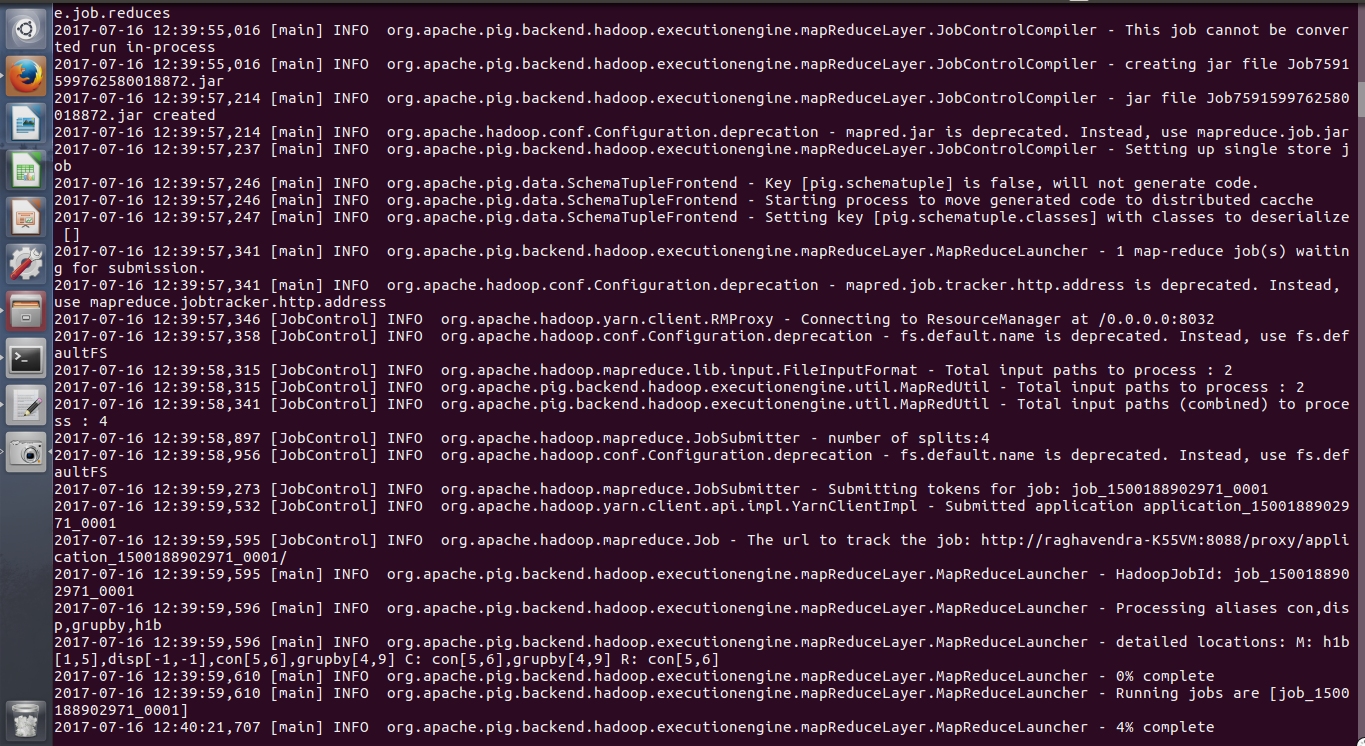 e.job.reduces
2017-07-16 12:39:55,016 [main] INFO  org.apache.pig.backend.hadoop.executionengine.mapReduceLayer.JobControlCompiler - This job cannot be conver
ted run in-process
2017-07-16 12:39:55,016 [main] INFO  org.apache.pig.backend.hadoop.executionengine.mapReduceLayer.JobControlCompiler - creating jar file Job7591
599762580018872.jar
2017-07-16 12:39:57,214 [main] INFO  org.apache.pig.backend.hadoop.executionengine.mapReduceLayer.JobControlCompiler - jar file Job7591599762580
018872.jar created
2017-07-16 12:39:57,214 [main] INFO  org.apache.hadoop.conf.Configuration.deprecation - mapred.jar is deprecated. Instead, use mapreduce.job.jar
2017-07-16 12:39:57,237 [main] INFO  org.apache.pig.backend.hadoop.executionengine.mapReduceLayer.JobControlCompiler - Setting up single store j
ob
2017-07-16 12:39:57,246 [main] INFO  org.apache.pig.data.SchemaTupleFrontend - Key [pig.schematuple] is false, will not generate code.
2017-07-16 12:39:57,246 [main] INFO  org.apache.pig.data.SchemaTupleFrontend - Starting process to move generated code to distributed cacche
2017-07-16 12:39:57,247 [main] INFO  org.apache.pig.data.SchemaTupleFrontend - Setting key [pig.schematuple.classes] with classes to deserialize
 []
2017-07-16 12:39:57,341 [main] INFO  org.apache.pig.backend.hadoop.executionengine.mapReduceLayer.MapReduceLauncher - 1 map-reduce job(s) waitin
g for submission.
2017-07-16 12:39:57,341 [main] INFO  org.apache.hadoop.conf.Configuration.deprecation - mapred.job.tracker.http.address is deprecated. Instead,
use mapreduce.jobtracker.http.address
2017-07-16 12:39:57,346 [JobControl] INFO  org.apache.hadoop.yarn.client.RMProxy - Connecting to ResourceManager at /0.0.0.0:8032
2017-07-16 12:39:57,358 [JobControl] INFO  org.apache.hadoop.conf.Configuration.deprecation - fs.default.name is deprecated. Instead, use fs.def
aultFS
2017-07-16 12:39:58,315 [JobControl] INFO  org.apache.hadoop.mapreduce.lib.input.FileInputFormat - Total input paths to process : 2
2017-07-16 12:39:58,315 [JobControl] INFO  org.apache.pig.backend.hadoop.executionengine.util.MapRedUtil - Total input paths to process : 2
2017-07-16 12:39:58,341 [JobControl] INFO  org.apache.pig.backend.hadoop.executionengine.util.MapRedUtil - Total input paths (combined) to proce
ss : 4
2017-07-16 12:39:58,897 [JobControl] INFO  org.apache.hadoop.mapreduce.JobSubmitter - number of splits:4
2017-07-16 12:39:58,956 [JobControl] INFO  org.apache.hadoop.conf.Configuration.deprecation - fs.default.name is deprecated. Instead, use fs.def
aultFS
2017-07-16 12:39:59,273 [JobControl] INFO  org.apache.hadoop.mapreduce.JobSubmitter - Submitting tokens for job: job_1500188902971_0001
2017-07-16 12:39:59,532 [JobControl] INFO  org.apache.hadoop.yarn.client.api.impl.YarnClientImpl - Submitted application application_15001889029
71_0001
2017-07-16 12:39:59,595 [JobControl] INFO  org.apache.hadoop.mapreduce.Job - The url to track the job: http://raghavendra-K55VM:8088/proxy/appli
cation_1500188902971_0001/
2017-07-16 12:39:59,595 [main] INFO  org.apache.pig.backend.hadoop.executionengine.mapReduceLayer.MapReduceLauncher - HadoopJobId: job_150018890
2971_0001
2017-07-16 12:39:59,596 [main] INFO  org.apache.pig.backend.hadoop.executionengine.mapReduceLayer.MapReduceLauncher - Processing aliases con,dis
p,grupby,h1b
2017-07-16 12:39:59,596 [main] INFO  org.apache.pig.backend.hadoop.executionengine.mapReduceLayer.MapReduceLauncher - detailed locations: M: h1b
[1,5],disp[-1,-1],con[5,6],grupby[4,9] C: con[5,6],grupby[4,9] R: con[5,6]
2017-07-16 12:39:59,610 [main] INFO  org.apache.pig.backend.hadoop.executionengine.mapReduceLayer.MapReduceLauncher - 0% complete
2017-07-16 12:39:59,610 [main] INFO  org.apache.pig.backend.hadoop.executionengine.mapReduceLayer.MapReduceLauncher - Running jobs are [job_1500
188902971_0001]
2017-07-16 12:40:21,707 [main] INFO  org.apache.pig.backend.hadoop.executionengine.mapReduceLayer.MapReduceLauncher - 4% complete